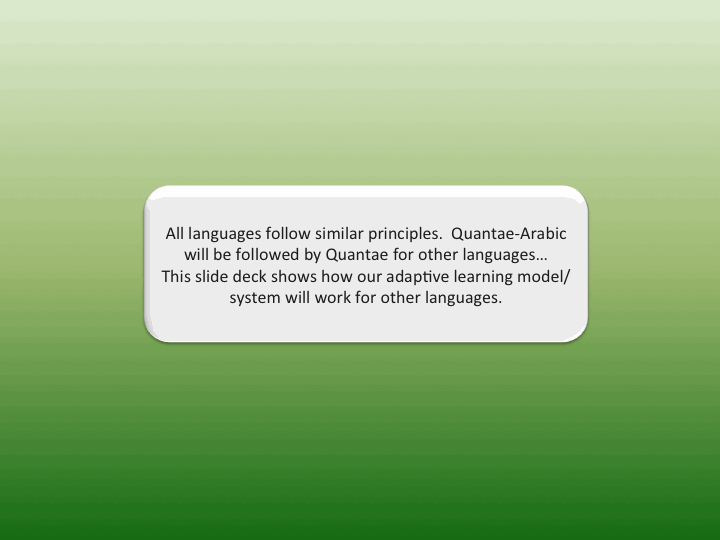 All languages follow similar principles.  Quantae-Arabic
will be followed by Quantae for other languages…
This slide deck shows how our adaptive learning model/
system will work for other languages.